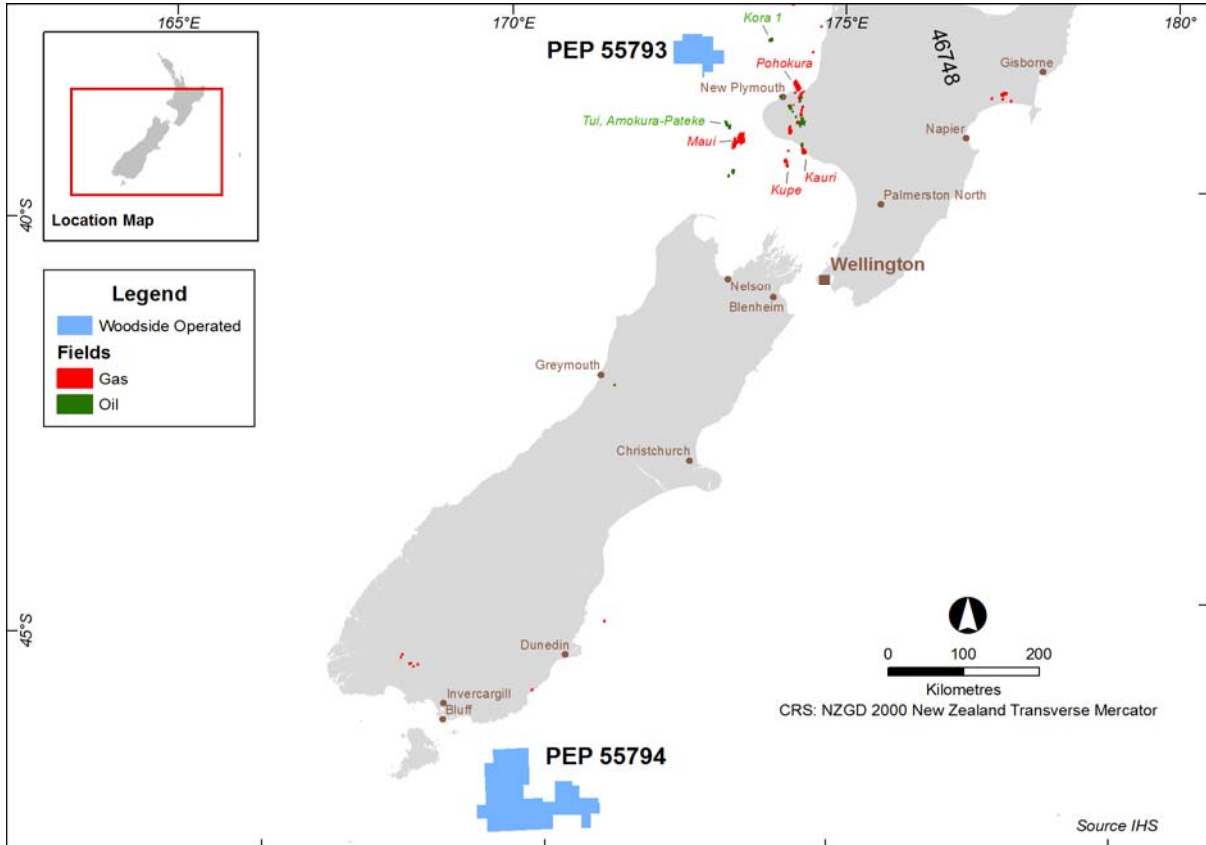 165°E
170°E
175°E
180°
Kora 1
PEP 55793
46748
Gisborne
Pohokura
New Plymouth
Tui, Amokura-Pateke
Maui
Napier
Kupe
Kauri
Palmerston North
40°S
Location Map
Wellington
Legend
Woodside Operated
Fields
Gas
Oil
Nelson
Blenheim
Greymouth
Christchurch
45°S
Dunedin
Invercargill
Bluff
0 100 200
Kilometres
CRS: NZGD 2000 New Zealand Transverse Mercator
PEP 55794
Source IHS